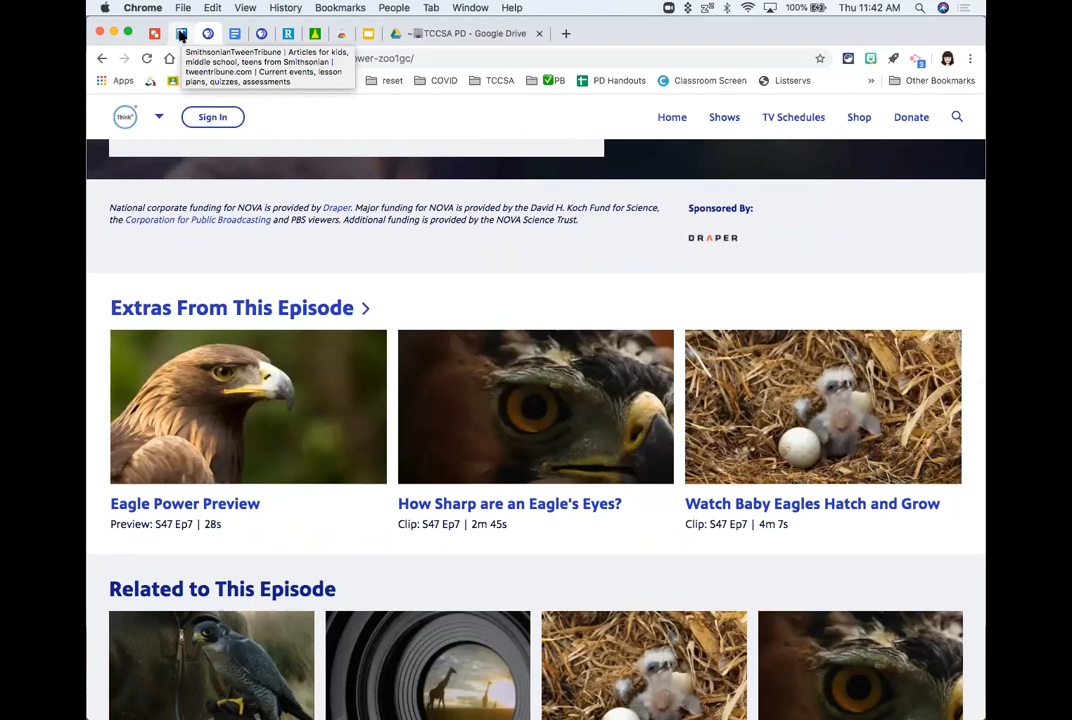 Chrome File Edit View History Bookmarks People Tab Window Help 100% Thu 11:42 AM
TCCSA PD - Google Drive
SmithsonianTweenTribune | Articles for kids,
middle school, teens from Smithsonian |
tweentribune.com | Current events, lesson
plans, quizzes, assessments
ower-zoo1gc/
Apps reset COVID TCCSA PB PD Handouts Classroom Screen Listservs » Other Bookmarks
Think Sign In Home Shows TV Schedules Shop Donate
National corporate funding for NOVA is provided by Draper. Major funding for NOVA is provided by the David H. Koch Fund for Science,
the Corporation for Public Broadcasting and PBS viewers. Additional funding is provided by the NOVA Science Trust.
Sponsored By:
DRAPER
Extras From This Episode >
Eagle Power Preview
Preview: S47 Ep7 | 28s
How Sharp are an Eagle's Eyes?
Clip: S47 Ep7 | 2m 45s
Watch Baby Eagles Hatch and Grow
Clip: S47 Ep7 | 4m 7s
Related to This Episode